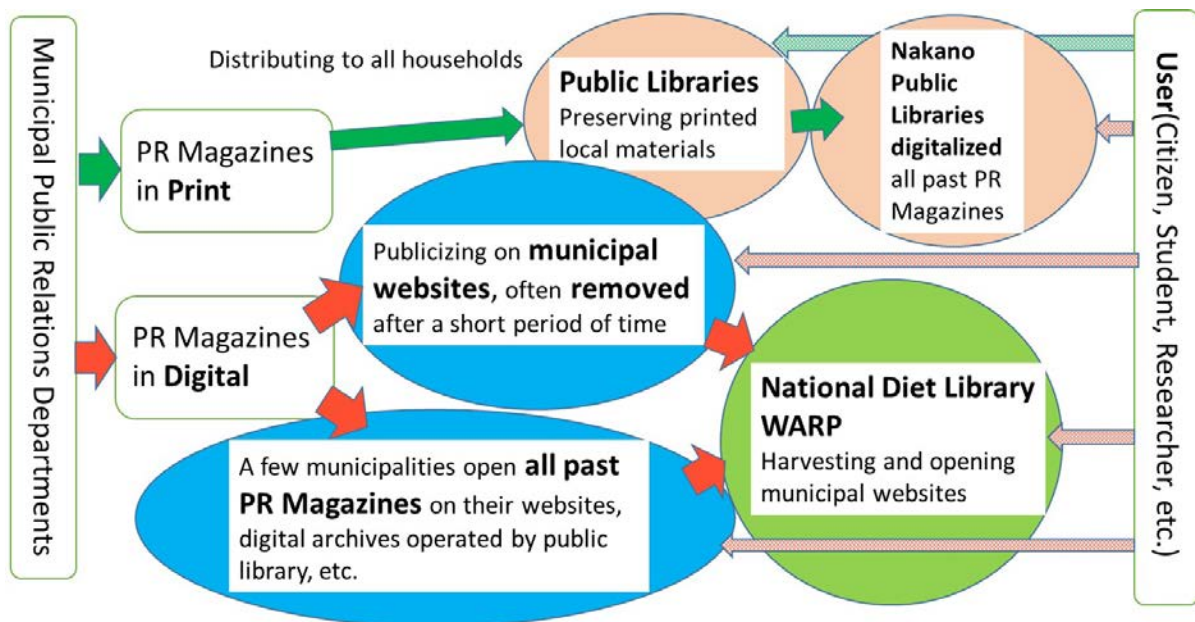 Municipal Public Relations Departments
Distributing to all households
PR Magazines
in Print
Public Libraries
Preserving printed
local materials
Nakano
Public
Libraries
digitalized
all past PR
Magazines
Publicizing on municipal
websites, often removed
after a short period of time
PR Magazines
in Digital
A few municipalities open all past
PR Magazines on their websites,
digital archives operated by public
library, etc.
National Diet Library
WARP
Harvesting and opening
municipal websites
User(Citizen, Student, Researcher, etc.)